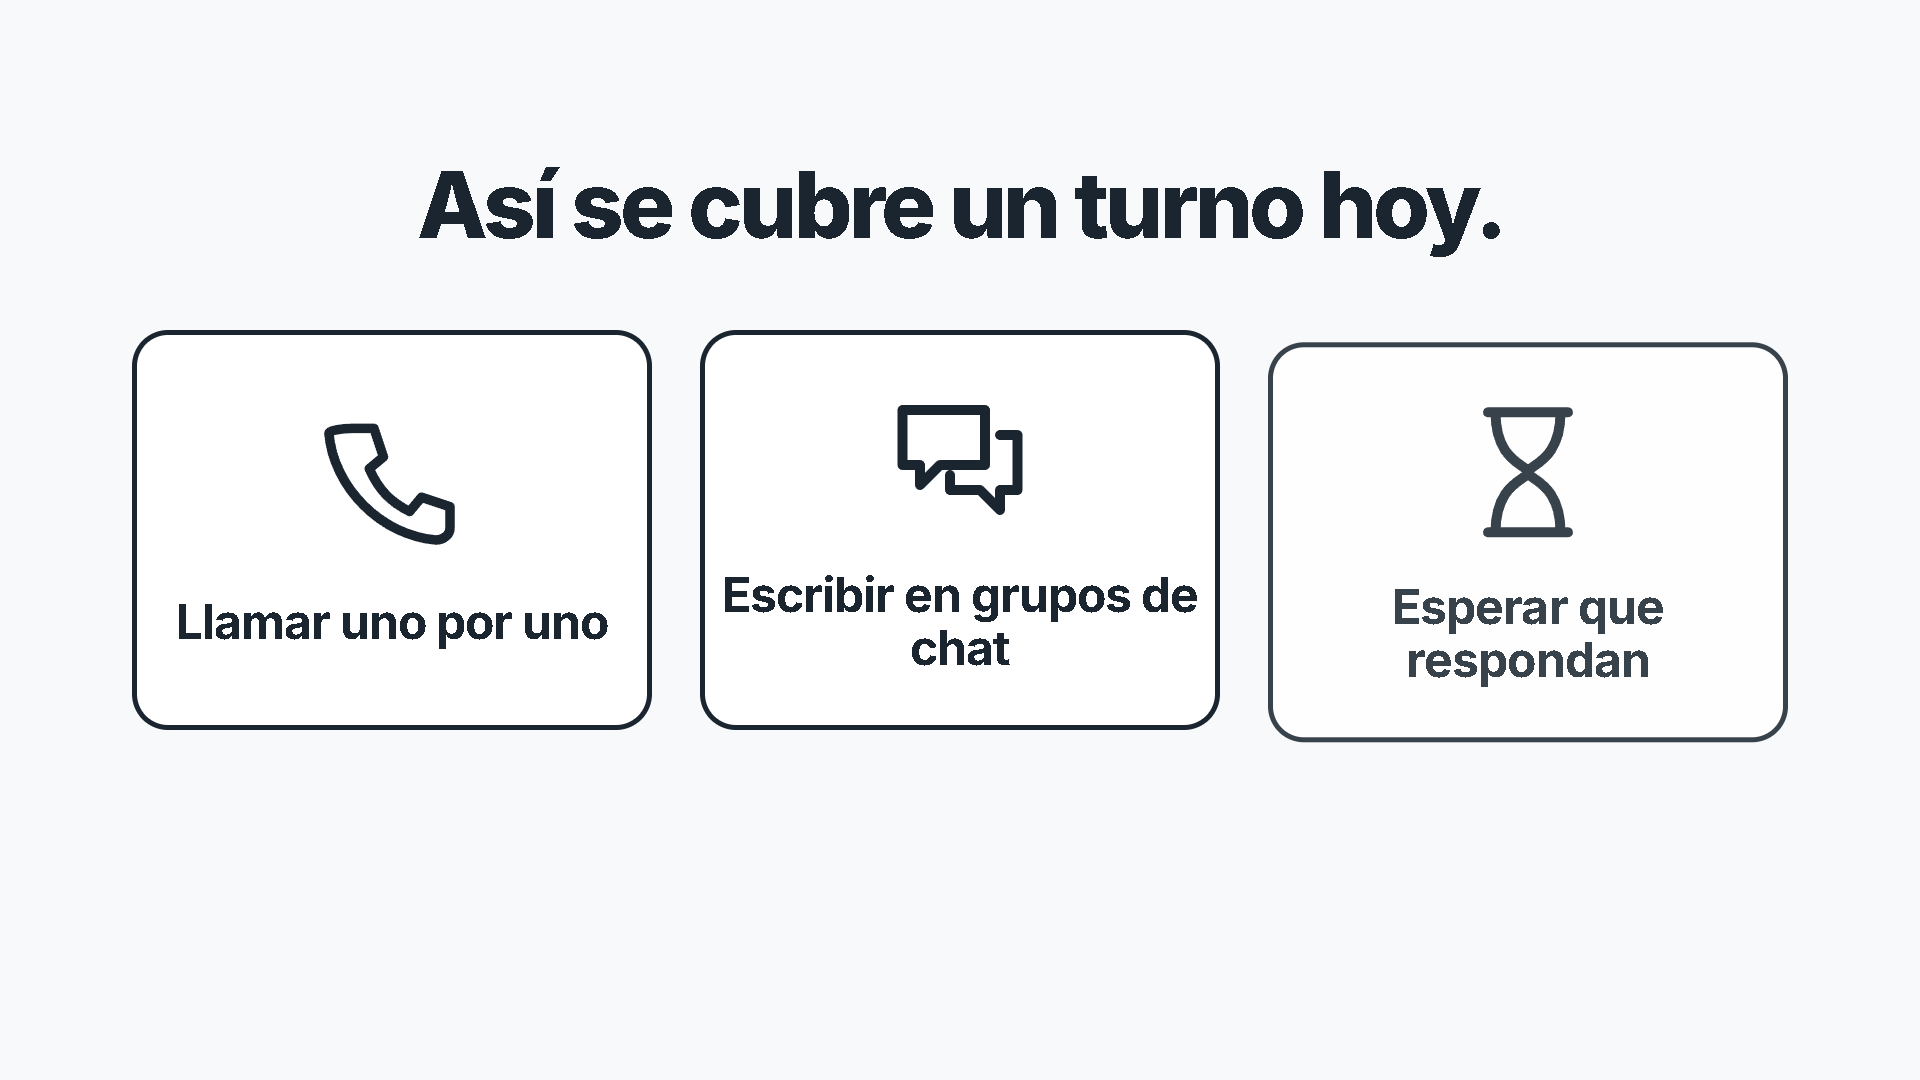 Así se cubre un turno hoy.
Llamar uno por uno
Escribir en grupos de
chat
Esperar que
respondan